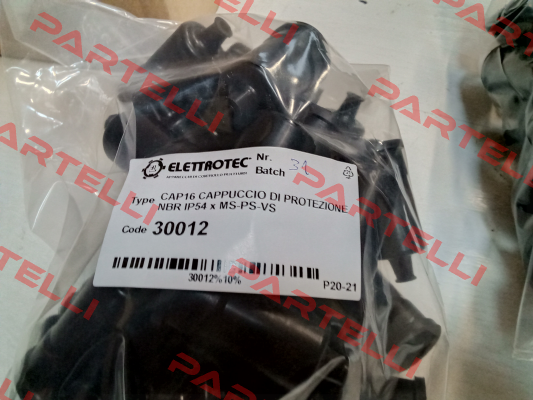 ELETTROTEC
Nr.
Batch 31
Type CAP16 CAPPUCCIO DI PROTEZIONE
NBR IP54 x MS-PS-VS
Code 30012
30012%10%
P20-21
PARTELLI
PARTELLI
PARTELLI
PARTELLI
PARTELLI